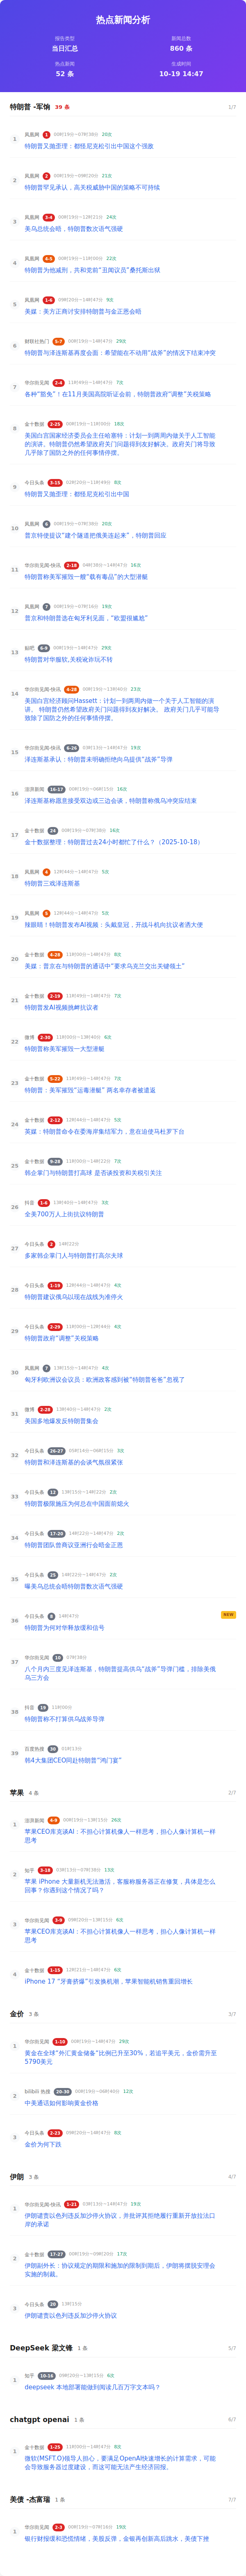 热点新闻分析
报告类型
当日汇总
新闻总数
860 条
热点新闻
52 条
生成时间
10-19 14:47
特朗普 -军饷 39 条 1/7
1 凤凰网 1 00时19分~07时38分 20次
特朗普又抛歪理：都怪尼克松引出中国这个强敌
2 凤凰网 2 00时19分~09时20分 21次
特朗普罕见承认，高关税威胁中国的策略不可持续
3 凤凰网 3-4 00时19分~12时21分 24次
美乌总统会晤，特朗普数次语气强硬
4 凤凰网 4-5 00时19分~11时00分 22次
特朗普为他减刑，共和党前“丑闻议员”桑托斯出狱
5 凤凰网 1-6 09时20分~14时47分 9次
美媒：美方正商讨安排特朗普与金正恩会晤
6 财联社热门 5-7 00时19分~14时47分 29次
特朗普与泽连斯基再度会面：希望能在不动用“战斧”的情况下结束冲突
7 华尔街见闻 2-4 11时49分~14时47分 7次
各种“豁免”！在11月美国高院听证会前，特朗普政府“调整”关税策略
8 金十数据 2-25 00时19分~11时00分 18次
美国白宫国家经济委员会主任哈塞特：计划一到两周内做一个关于人工智能
的演讲。特朗普仍然希望政府关门问题得到友好解决。政府关门将导致
几乎除了国防之外的任何事情停摆。
9 今日头条 3-15 02时20分~11时49分 8次
特朗普又抛歪理：都怪尼克松引出中国
10 凤凰网 6 00时19分~07时38分 20次
普京特使提议“建个隧道把俄美连起来”，特朗普回应
11 华尔街见闻-快讯 2-18 04时38分~14时47分 16次
特朗普称美军摧毁一艘“载有毒品”的大型潜艇
12 凤凰网 7 00时19分~07时16分 19次
普京和特朗普选在匈牙利见面，“欧盟很尴尬”
13 贴吧 6-9 00时19分~14时47分 29次
特朗普对华服软,关税讹诈玩不转
14 华尔街见闻-快讯 4-29 00时19分~13时40分 23次
美国白宫经济顾问Hassett：计划一到两周内做一个关于人工智能的演
讲。 特朗普仍然希望政府关门问题得到友好解决。 政府关门几乎可能导
致除了国防之外的任何事情停摆。
15 华尔街见闻-快讯 6-26 03时13分~14时47分 19次
泽连斯基承认：特朗普未明确拒绝向乌提供“战斧”导弹
16 澎湃新闻 16-17 00时19分~06时15分 16次
泽连斯基称愿意接受双边或三边会谈，特朗普称俄乌冲突应结束
17 金十数据 24 00时19分~07时38分 16次
金十数据整理：特朗普过去24小时都忙了什么？（2025-10-18）
18 凤凰网 4 12时44分~14时47分 5次
特朗普三戏泽连斯基
19 凤凰网 5 12时44分~14时47分 5次
辣眼睛！特朗普发布AI视频：头戴皇冠，开战斗机向抗议者洒大便
20 金十数据 6-28 11时00分~14时47分 8次
美媒：普京在与特朗普的通话中“要求乌克兰交出关键领土”
21 金十数据 2-19 11时49分~14时47分 7次
特朗普发AI视频挑衅抗议者
22 微博 2-30 11时00分~13时40分 6次
特朗普称美军摧毁一大型潜艇
23 金十数据 5-22 11时49分~14时47分 7次
特朗普：美军摧毁“运毒潜艇” 两名幸存者被遣返
24 金十数据 2-12 12时44分~14时47分 5次
英媒：特朗普命令在委海岸集结军力，意在迫使马杜罗下台
25 金十数据 9-28 11时00分~14时22分 7次
韩企掌门与特朗普打高球 是否谈投资和关税引关注
26 抖音 1-6 13时40分~14时47分 3次
全美700万人上街抗议特朗普
27 今日头条 2 14时22分
多家韩企掌门人与特朗普打高尔夫球
28 今日头条 1-19 12时44分~14时47分 4次
特朗普建议俄乌以现在战线为准停火
29 今日头条 2-29 11时00分~12时44分 4次
特朗普政府“调整”关税策略
30 凤凰网 7 13时15分~14时47分 4次
匈牙利欧洲议会议员：欧洲政客感到被“特朗普爸爸”忽视了
31 微博 2-28 13时40分~14时47分 2次
美国多地爆发反特朗普集会
32 今日头条 26-27 05时14分~06时15分 3次
特朗普和泽连斯基的会谈气氛很紧张
33 今日头条 12 13时15分~14时22分 2次
特朗普极限施压为何总在中国面前熄火
34 今日头条 17-20 14时22分~14时47分 2次
特朗普团队曾商议亚洲行会晤金正恩
35 今日头条 25 14时22分~14时47分 2次
曝美乌总统会晤特朗普数次语气强硬
NEW
36 今日头条 6 14时47分
特朗普为何对华释放缓和信号
37 华尔街见闻 10 07时38分
八个月内三度见泽连斯基，特朗普提高供乌“战斧”导弹门槛，排除美俄
乌三方会
38 抖音 19 11时00分
特朗普称不打算供乌战斧导弹
39 百度热搜 30 01时13分
韩4大集团CEO同赴特朗普“鸿门宴”
苹果 4 条 2/7
1 澎湃新闻 4-9 00时19分~13时15分 26次
苹果CEO库克谈AI：不担心计算机像人一样思考，担心人像计算机一样
思考
2 知乎 3-18 03时13分~07时38分 13次
苹果 iPhone 大量新机无法激活，客服称服务器正在修复，具体是怎么
回事？你遇到这个情况了吗？
3 华尔街见闻 3-9 09时20分~13时15分 6次
苹果CEO库克谈AI：不担心计算机像人一样思考，担心人像计算机一样
思考
4 金十数据 1-15 12时21分~14时47分 6次
iPhone 17 “牙膏挤爆”引发换机潮，苹果智能机销量重回增长
金价 3 条 3/7
1 华尔街见闻 1-10 00时19分~14时47分 29次
黄金在全球“外汇黄金储备”比例已升至30%，若追平美元，金价需升至
5790美元
2 bilibili 热搜 20-30 00时19分~08时40分 12次
中美通话如何影响黄金价格
3 今日头条 2-23 09时20分~14时47分 8次
金价为何下跌
伊朗 3 条 4/7
1 华尔街见闻-快讯 1-21 03时13分~14时47分 19次
伊朗谴责以色列违反加沙停火协议，并批评其拒绝履行重新开放拉法口
岸的承诺
2 金十数据 17-27 00时19分~09时20分 17次
伊朗副外长：协议规定的期限和施加的限制到期后，伊朗将摆脱安理会
实施的制裁。
3 今日头条 20 13时15分
伊朗谴责以色列违反加沙停火协议
DeepSeek 梁文锋 1 条 5/7
1 知乎 10-16 09时20分~13时15分 6次
deepseek 本地部署能做到阅读几百万字文本吗？
chatgpt openai 1 条 6/7
1 金十数据 1-25 11时00分~14时47分 8次
微软(MSFT.O)领导人担心，要满足OpenAI快速增长的计算需求，可能
会导致服务器过度建设，而这可能无法产生经济回报。
美债 -杰富瑞 1 条 7/7
1 华尔街见闻 2-3 00时19分~07时16分 19次
银行财报缓和恐慌情绪，美股反弹，金银再创新高后跳水，美债下挫